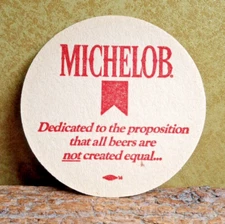 MICHELOB®
Dedicated to the proposition
that all beers are
not created equal...